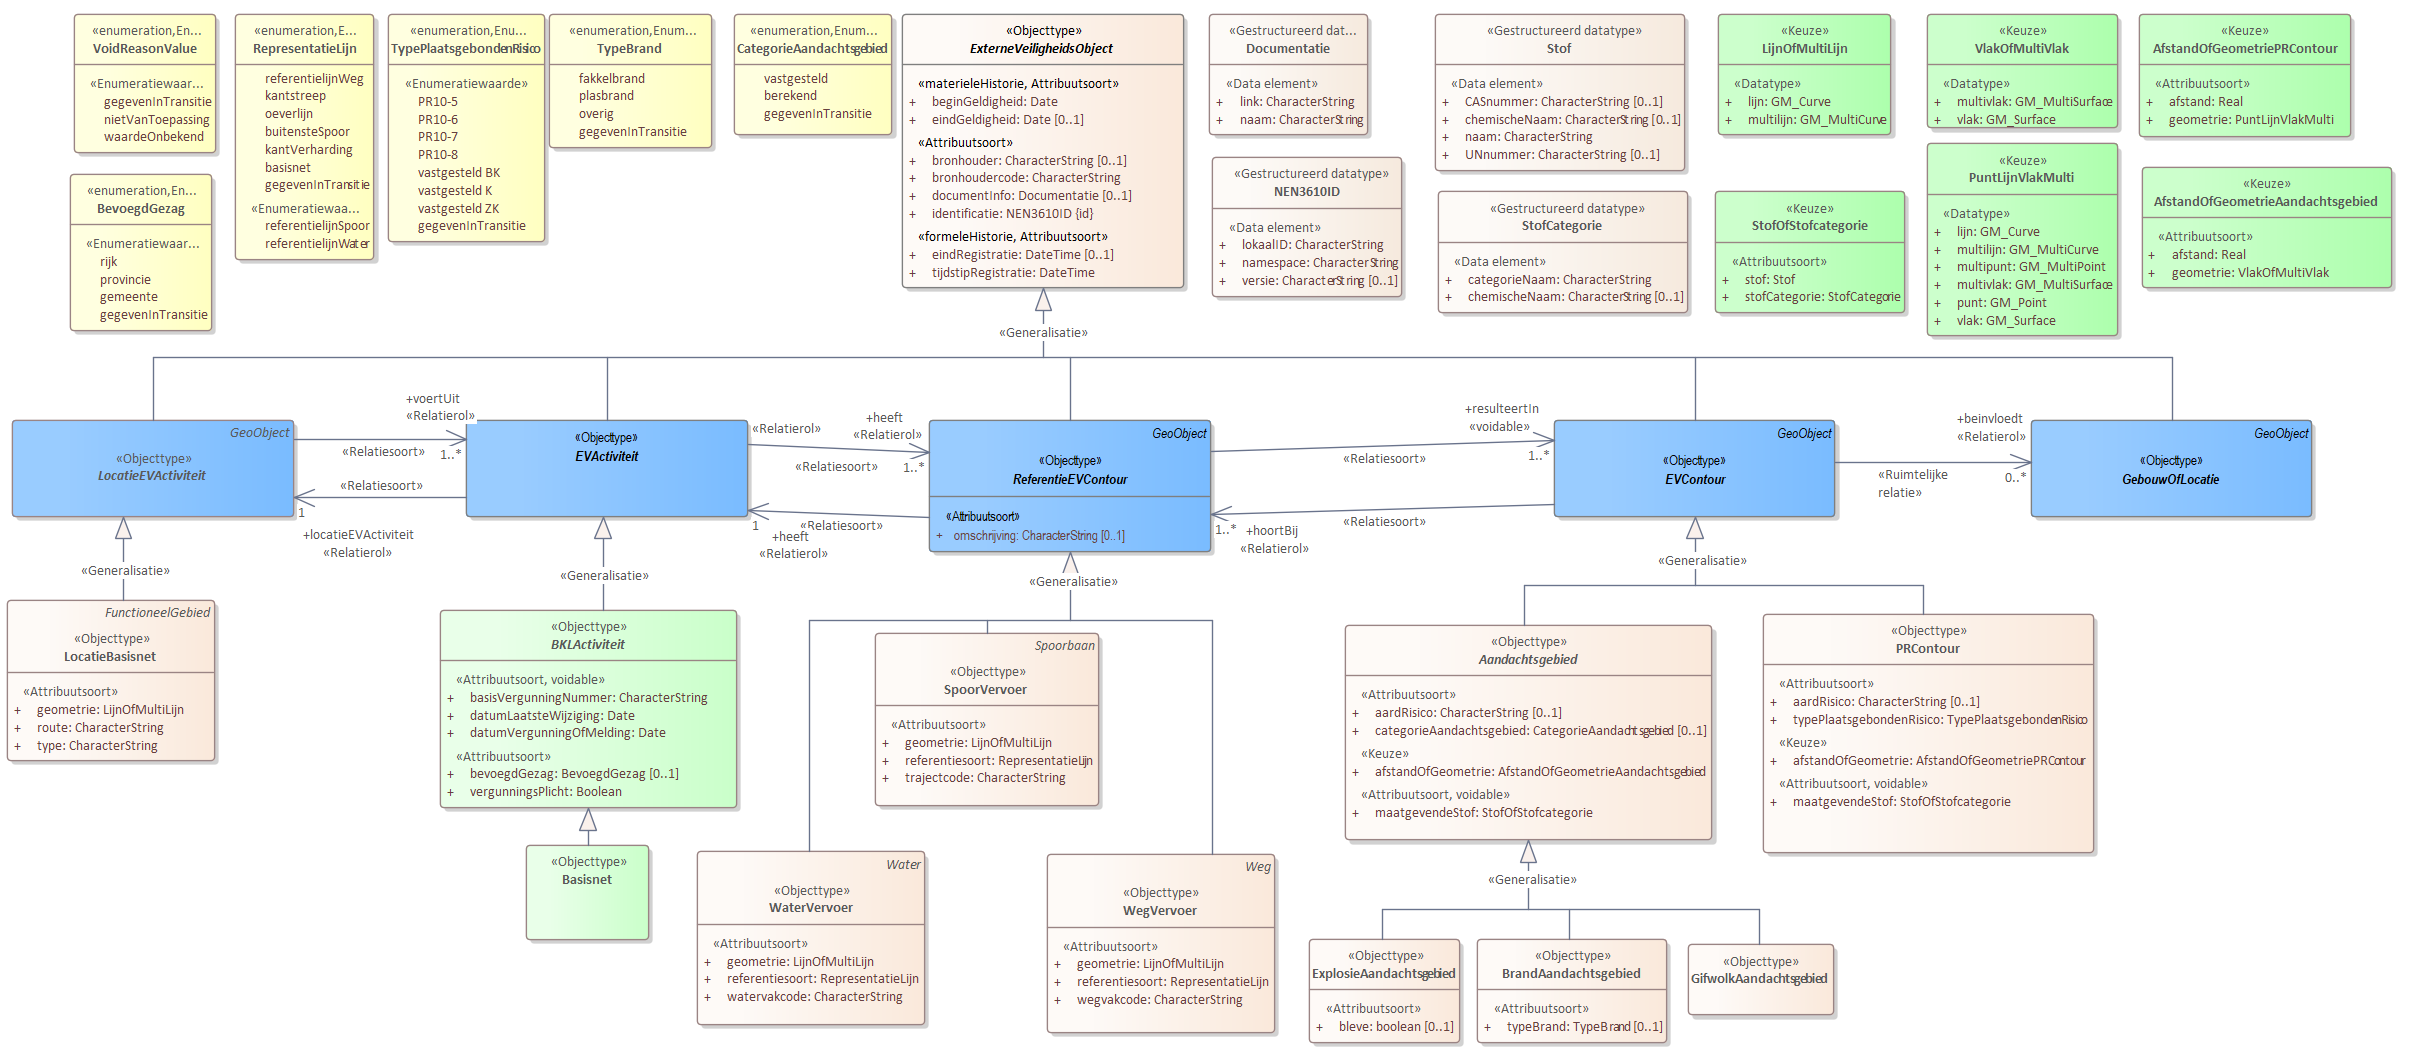 «enumeration,En...
VoidReasonValue
«Enumeratiewaar...
gegevenInTransitie
nietVanToepassing
waardeOnbekend
«enumeration,E...
RepresentatieLijn
referentielijnWeg
kantstreep
oeverlijn
buitensteSpoor
kantVerharding
basisnet
gegevenInTransitie
«Enumeratiewaa...
referentielijnSpoor
referentielijnWater
«enumeration,Enu...
TypePlaatsgebondenRisico
«Enumeratiewaarde»
PR10-5
PR10-6
PR10-7
PR10-8
vastgesteld BK
vastgesteld K
vastgesteld ZK
gegevenInTransitie
«enumeration,Enum...
TypeBrand
fakkelbrand
plasbrand
overig
gegevenInTransitie
«enumeration,Enum...
CategorieAandachtsgebied
vastgesteld
berekend
gegevenInTransitie
«enumeration,En...
BevoegdGezag
«Enumeratiewaar...
rijk
provincie
gemeente
gegevenInTransitie
«Objecttype»
ExterneVeiligheidsObject
«materieleHistorie, Attribuutsoort»
+ beginGeldigheid: Date
+ eindGeldigheid: Date [0..1]
«Attribuutsoort»
+ bronhouder: CharacterString [0..1]
+ bronhoudercode: CharacterString
+ documentInfo: Documentatie [0..1]
+ identificatie: NEN3610ID {id}
«formeleHistorie, Attribuutsoort»
+ eindRegistratie: DateTime [0..1]
+ tijdstipRegistratie: DateTime
«Gestructureerd dat...
Documentatie
«Data element»
+ link: CharacterString
+ naam: CharacterString
«Gestructureerd datatype»
NEN3610ID
«Data element»
+ lokaalID: CharacterString
+ namespace: CharacterString
+ versie: CharacterString [0..1]
«Gestructureerd datatype»
Stof
«Data element»
+ CASnummer: CharacterString [0..1]
+ chemischeNaam: CharacterString [0..1]
+ naam: CharacterString
+ UNnummer: CharacterString [0..1]
«Gestructureerd datatype»
StofCategorie
«Data element»
+ categorieNaam: CharacterString
+ chemischeNaam: CharacterString [0..1]
«Keuze»
LijnOfMultiLijn
«Datatype»
+ lijn: GM_Curve
+ multilijn: GM_MultiCurve
«Keuze»
StofOfStofcategorie
«Attribuutsoort»
+ stof: Stof
+ stofCategorie: StofCategorie
«Keuze»
VlakOfMultiVlak
«Datatype»
+ multivlak: GM_MultiSurface
+ vlak: GM_Surface
«Keuze»
PuntLijnVlakMulti
«Datatype»
+ lijn: GM_Curve
+ multilijn: GM_MultiCurve
+ multipunt: GM_MultiPoint
+ multivlak: GM_MultiSurface
+ punt: GM_Point
+ vlak: GM_Surface
«Keuze»
AfstandOfGeometriePRContour
«Attribuutsoort»
+ afstand: Real
+ geometrie: PuntLijnVlakMulti
«Keuze»
AfstandOfGeometrieAandachtsgebied
«Attribuutsoort»
+ afstand: Real
+ geometrie: VlakOfMultiVlak
«Generalisatie»
GeoObject
«Objecttype»
LocatieEVActiviteit
+voertUit
«Relatierol»
«Relatiesoort»
1..*
«Relatiesoort»
1
+locatieEVActiviteit
«Relatierol»
«Objecttype»
EVActiviteit
«Relatierol»
+heeft
«Relatierol»
«Relatiesoort»
1..*
1
«Relatiesoort»
+heeft
«Relatierol»
GeoObject
«Objecttype»
ReferentieEVContour
«Attribuutsoort»
+ omschrijving: CharacterString [0..1]
+resulteertIn
«voidable»
«Relatiesoort»
1..*
1..*
+hoortBij
«Relatierol»
«Relatiesoort»
GeoObject
«Objecttype»
EVContour
+beinvloedt
«Relatierol»
«Ruimtelijke
relatie»
0..*
GeoObject
«Objecttype»
GebouwOfLocatie
«Generalisatie»
«Generalisatie»
«Generalisatie»
«Generalisatie»
FunctioneelGebied
«Objecttype»
LocatieBasisnet
«Attribuutsoort»
+ geometrie: LijnOfMultiLijn
+ route: CharacterString
+ type: CharacterString
«Objecttype»
BKLActiviteit
«Attribuutsoort, voidable»
+ basisVergunningNummer: CharacterString
+ datumLaatsteWijziging: Date
+ datumVergunningOfMelding: Date
«Attribuutsoort»
+ bevoegdGezag: BevoegdGezag [0..1]
+ vergunningsPlicht: Boolean
«Objecttype»
Basisnet
Spoorbaan
«Objecttype»
SpoorVervoer
«Attribuutsoort»
+ geometrie: LijnOfMultiLijn
+ referentiesoort: RepresentatieLijn
+ trajectcode: CharacterString
Water
«Objecttype»
WaterVervoer
«Attribuutsoort»
+ geometrie: LijnOfMultiLijn
+ referentiesoort: RepresentatieLijn
+ watervakcode: CharacterString
Weg
«Objecttype»
WegVervoer
«Attribuutsoort»
+ geometrie: LijnOfMultiLijn
+ referentiesoort: RepresentatieLijn
+ wegvakcode: CharacterString
«Objecttype»
Aandachtsgebied
«Attribuutsoort»
+ aardRisico: CharacterString [0..1]
+ categorieAandachtsgebied: CategorieAandachtsgebied [0..1]
«Keuze»
+ afstandOfGeometrie: AfstandOfGeometrieAandachtsgebied
«Attribuutsoort, voidable»
+ maatgevendeStof: StofOfStofcategorie
«Objecttype»
PRContour
«Attribuutsoort»
+ aardRisico: CharacterString [0..1]
+ typePlaatsgebondenRisico: TypePlaatsgebondenRisico
«Keuze»
+ afstandOfGeometrie: AfstandOfGeometriePRContour
«Attribuutsoort, voidable»
+ maatgevendeStof: StofOfStofcategorie
«Generalisatie»
«Objecttype»
ExplosieAandachtsgebied
«Attribuutsoort»
+ bleve: boolean [0..1]
«Objecttype»
BrandAandachtsgebied
«Attribuutsoort»
+ typeBrand: TypeBrand [0..1]
«Objecttype»
GifwolkAandachtsgebied